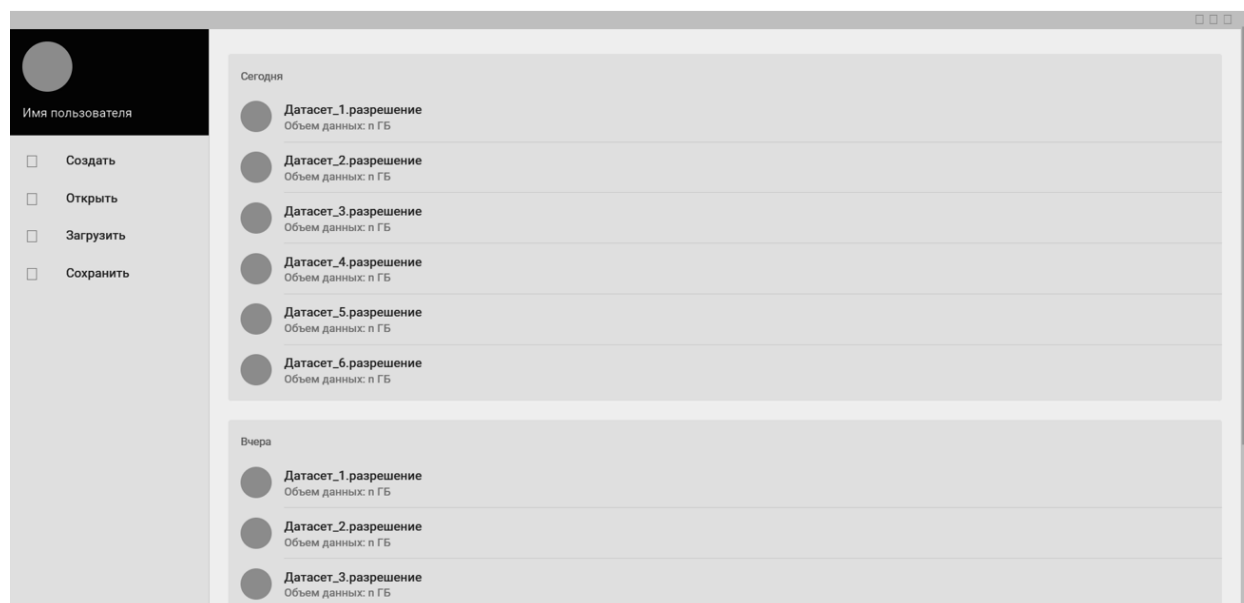 Имя пользователя
Создать
Открыть
Загрузить
Сохранить
Сегодня
Датасет_1.разрешение
Объем данных: n ГБ
Датасет_2.разрешение
Объем данных: n ГБ
Датасет_3.разрешение
Объем данных: n ГБ
Датасет_4.разрешение
Объем данных: n ГБ
Датасет_5.разрешение
Объем данных: n ГБ
Датасет_6.разрешение
Объем данных: n ГБ
Вчера
Датасет_1.разрешение
Объем данных: n ГБ
Датасет_2.разрешение
Объем данных: n ГБ
Датасет_3.разрешение
Объем данных: n ГБ